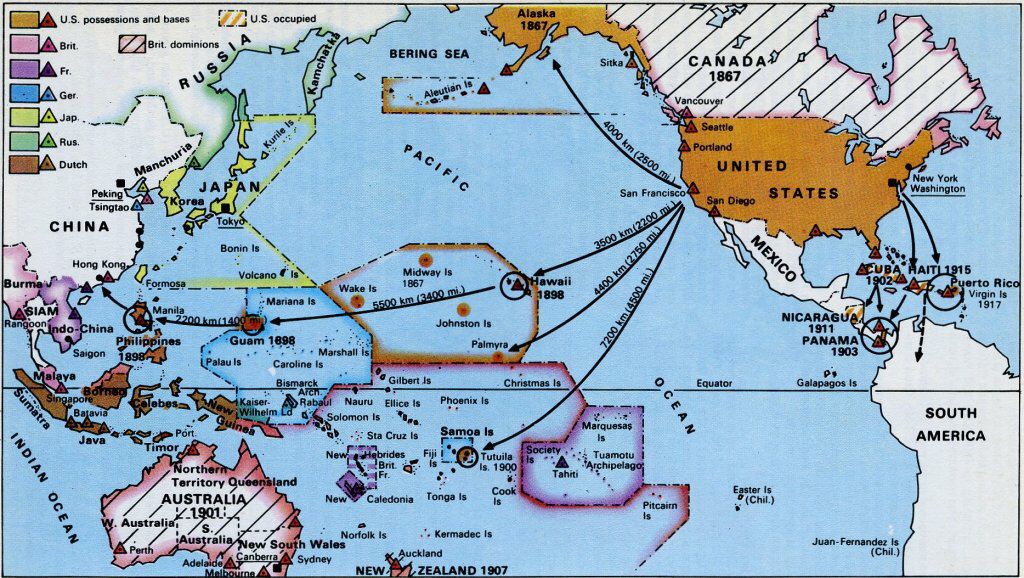 U.S. possessions and bases
U.S. occupied
Brit.
Brit. dominions
Fr.
Ger.
Jap.
Rus.
Dutch
RUSSIA
Kamchatka
BERING SEA
Alaska
1867
Aleutian Is
Sitka
CANADA
1867
Vancouver
Seattle
Portland
UNITED
STATES
San Francisco
San Diego
New York
Washington
4000 km (2500 mi.)
3500 km (2200 mi.)
4400 km (2750 mi.)
7200 km (4500 mi.)
Kurile Is
Manchuria
JAPAN
Peking
Tsingtao
Korea
Tokyo
CHINA
PACIFIC
Bonin Is
Volcano Is
Hong Kong
Formosa
Burma
SIAM
Rangoon
Indo-China
Saigon
Manila
Philippines
1898
2200 km (1400 mi.)
Mariana Is
Guam 1898
5500 km (3400 mi.)
Midway Is
1867
Wake Is
Johnston Is
Palmyra
Hawaii
1898
MEXICO
CUBA
1902
HAITI 1915
Puerto Rico
Virgin Is
1917
NICARAGUA
1911
PANAMA
1903
Palau Is
Caroline Is
Marshall Is
Malaya
Singapore
Borneo
Sumatra
Batavia
Java
Celebes
Kaiser
Wilhelm Ld
New
Guinea
Bismarck
Arch.
Rabaul
Nauru
Solomon Is
Gilbert Is
Ellice Is
Phoenix Is
Christmas Is
OCEAN
Equator
Galapagos Is
SOUTH
AMERICA
INDIAN OCEAN
Port.
Timor
Sta Cruz Is
New Hebrides
Brit.
Fr.
New Caledonia
Fiji
Is
Samoa Is
Tutuila
Is. 1900
Tonga Is
Cook
Is
Society
Is
Tahiti
Marquesas
Is
Tuamotu
Archipelago
Pitcairn
Is
Easter Is
(Chil.)
Juan-Fernandez Is
(Chil.)
Northern
Territory
Queensland
AUSTRALIA
1901
W. Australia
S.
Australia
New South Wales
Perth
Adelaide
Canberra
Sydney
Melbourne
Norfolk Is
Kermadec Is
Auckland
NEW ZEALAND 1907